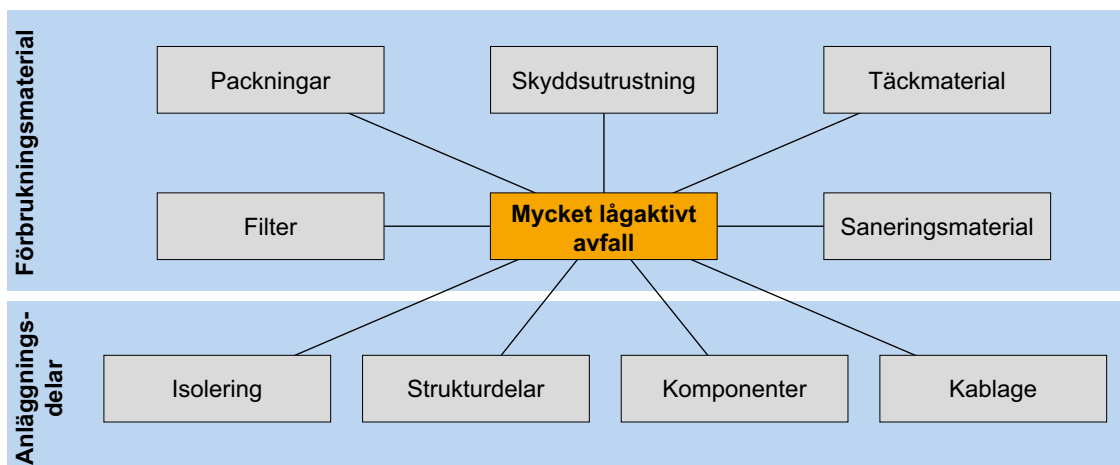 Förbrukningsmaterial
Packningar
Skyddsutrustning
Täckmaterial
Filter
Mycket lågaktivt
avfall
Saneringsmaterial
Anläggnings-
delar
Isolering
Strukturdelar
Komponenter
Kablage